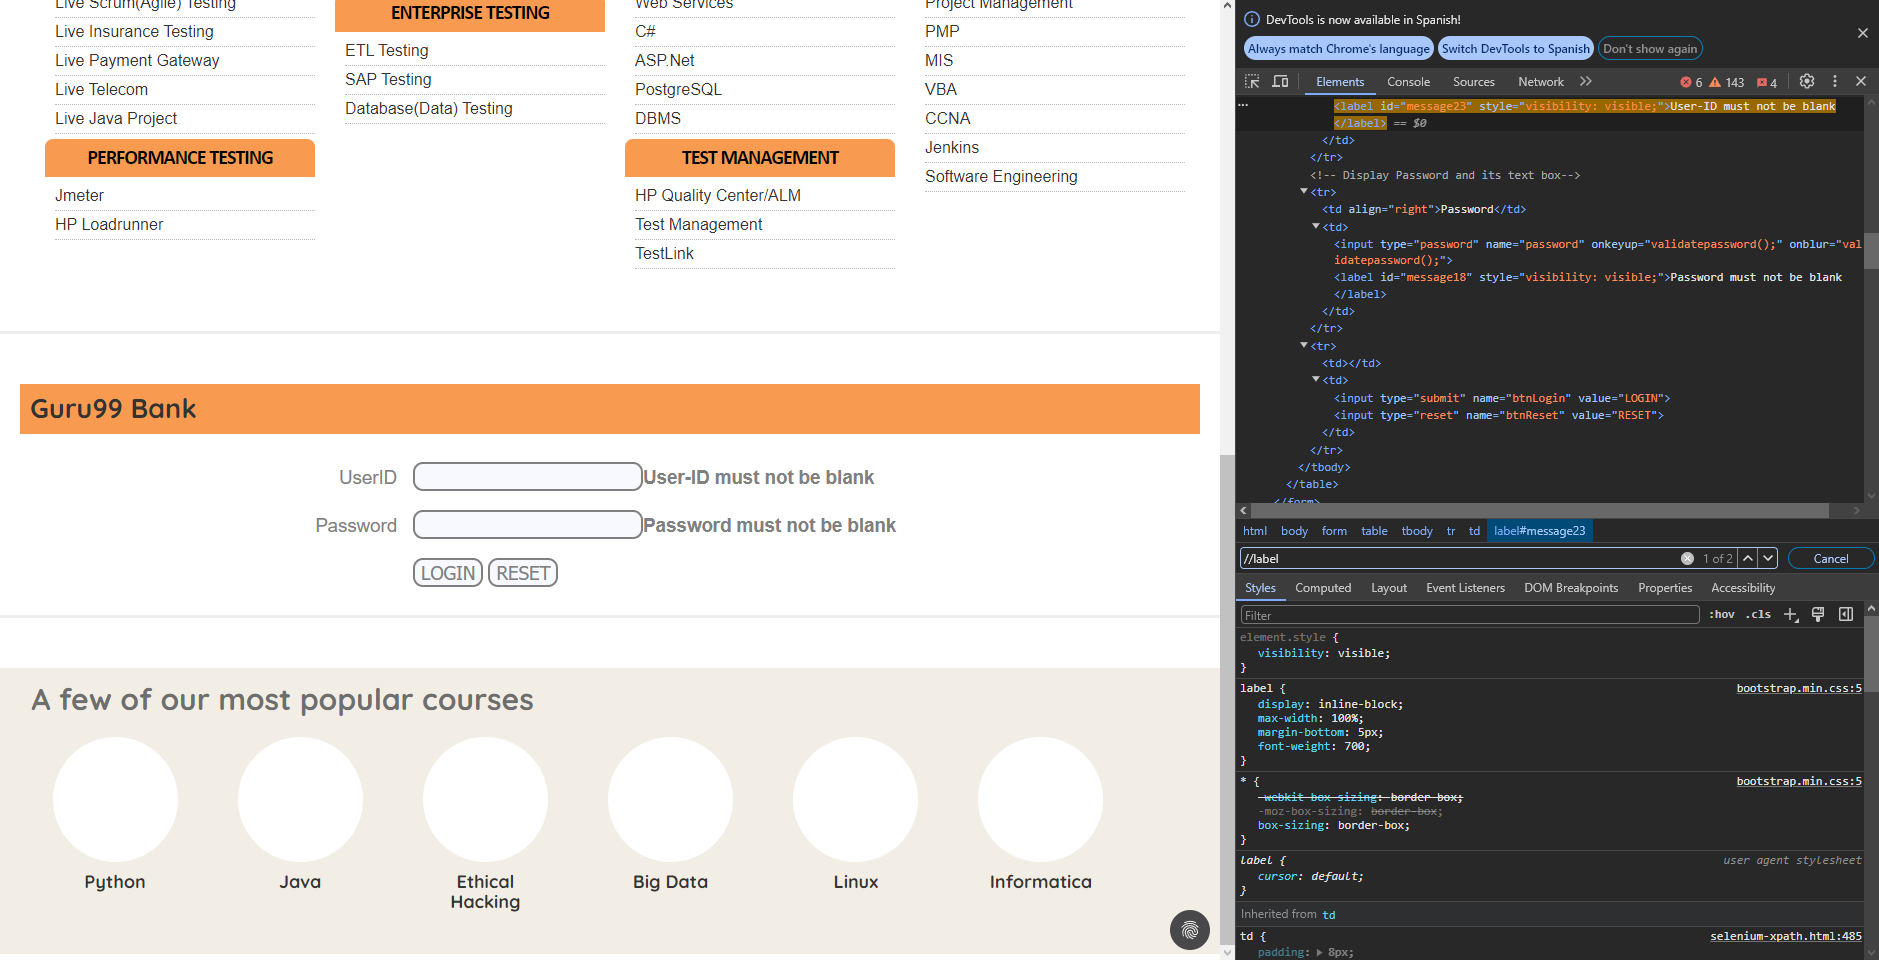 Live Scrum(Agile) Testing
Live Insurance Testing
Live Payment Gateway
Live Telecom
Live Java Project
PERFORMANCE TESTING
Jmeter
HP Loadrunner
ENTERPRISE TESTING
ETL Testing
SAP Testing
Database(Data) Testing
Web Services
C#
ASP.Net
PostgreSQL
DBMS
TEST MANAGEMENT
HP Quality Center/ALM
Test Management
TestLink
Project Management
PMP
MIS
VBA
CCNA
Jenkins
Software Engineering
Guru99 Bank
UserID User-ID must not be blank
Password Password must not be blank
LOGIN RESET
A few of our most popular courses
Python
Java
Ethical
Hacking
Big Data
Linux
Informatica
DevTools is now available in Spanish!
Always match Chrome's language Switch DevTools to Spanish Don't show again
Elements Console Sources Network 6 143 4
<label id="message23" style="visibility: visible;">User-ID must not be blank
</label> == $0
</td>
</tr>
<!-- Display Password and its text box-->
<tr>
<td align="right">Password</td>
<td>
<input type="password" name="password" onkeyup="validatepassword();" onblur="val
idatepassword();">
<label id="message18" style="visibility: visible;">Password must not be blank
</label>
</td>
</tr>
<tr>
<td></td>
<td>
<input type="submit" name="btnLogin" value="LOGIN">
<input type="reset" name="btnReset" value="RESET">
</td>
</tr>
</tbody>
</table>
</form>
html body form table tbody tr td label#message23
//label 1 of 2 Cancel
Styles Computed Layout Event Listeners DOM Breakpoints Properties Accessibility
Filter :hov .cls
element.style {
visibility: visible;
}
label { bootstrap.min.css:5
display: inline-block;
max-width: 100%;
margin-bottom: 5px;
font-weight: 700;
}
* { bootstrap.min.css:5
-webkit-box-sizing: border-box;
-moz-box-sizing: border-box;
box-sizing: border-box;
}
label { user agent stylesheet
cursor: default;
}
Inherited from td
td { selenium-xpath.html:485
padding: 8px;